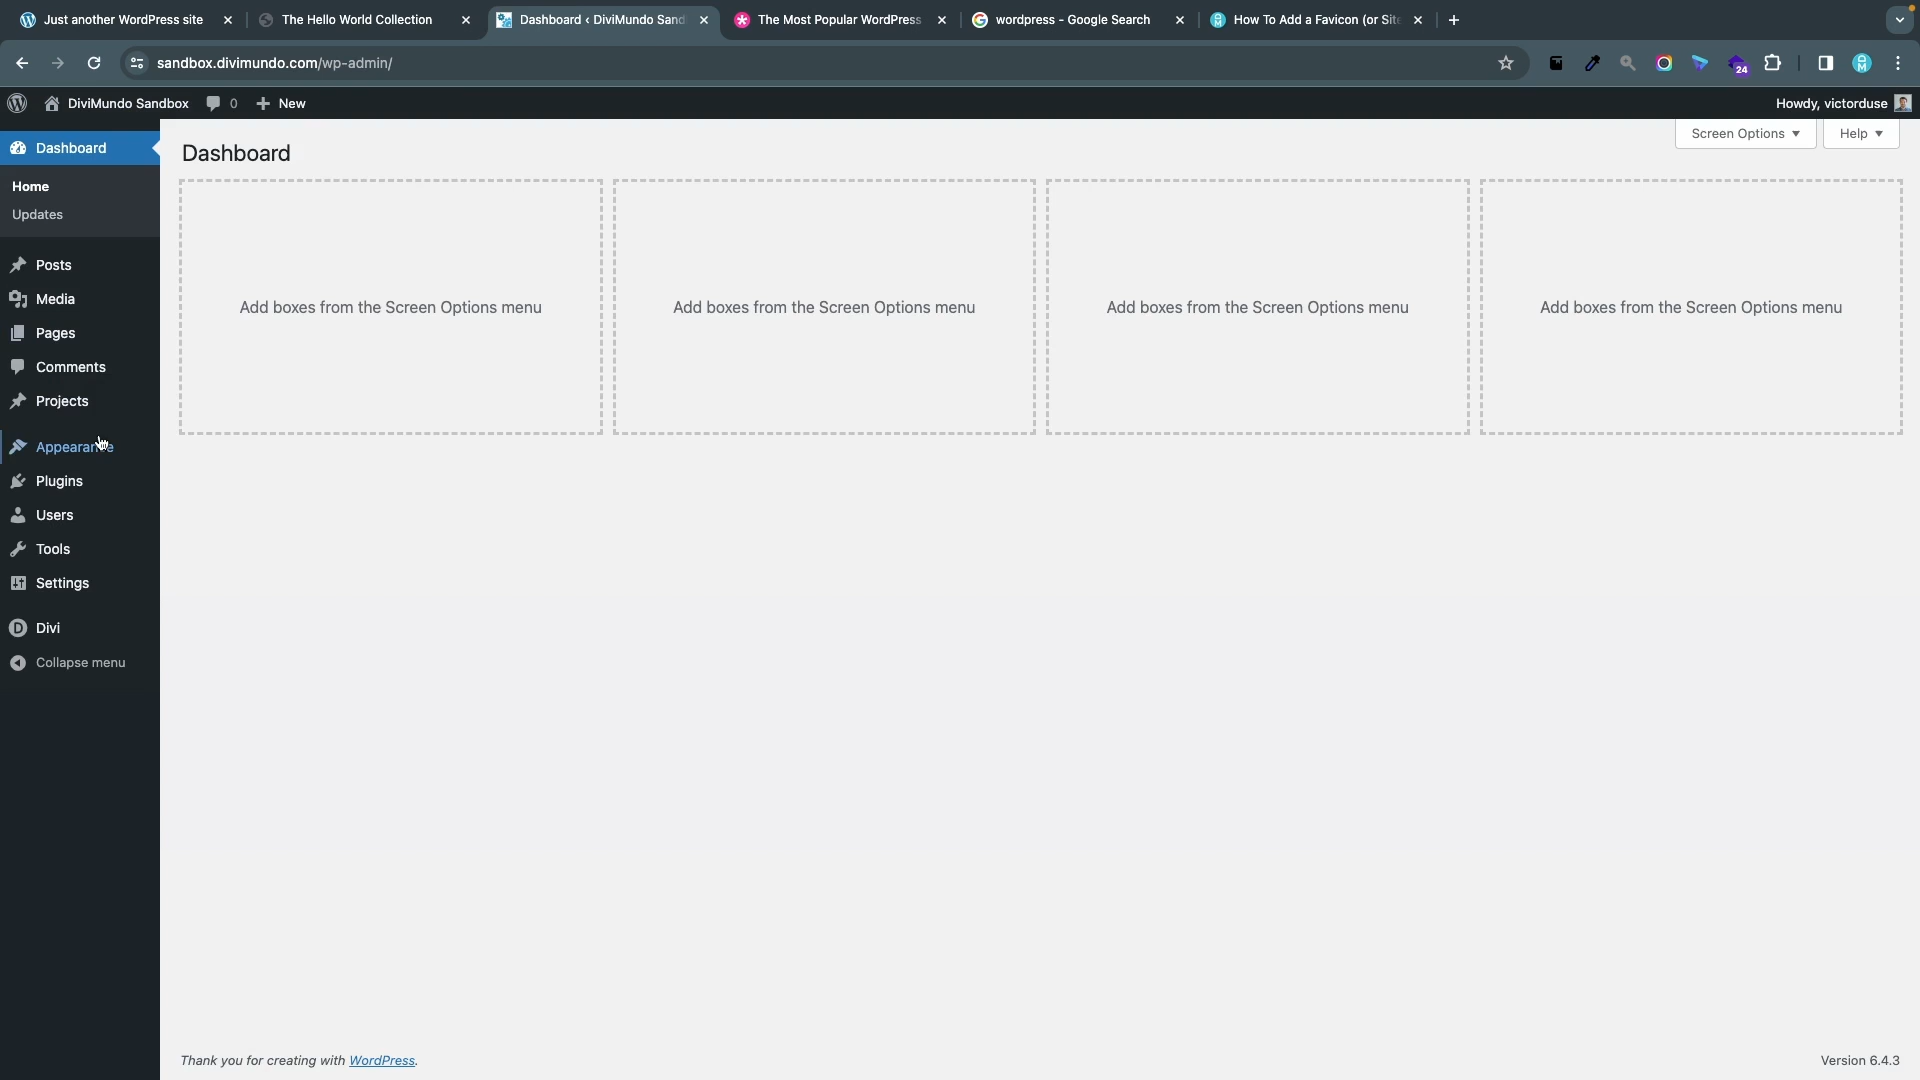 Just another WordPress site
The Hello World Collection
Dashboard ‹ DiviMundo Sand
The Most Popular WordPress
wordpress - Google Search
How To Add a Favicon (or Site
sandbox.divimundo.com/wp-admin/
24
DiviMundo Sandbox
0
New
Howdy, victorduse
Dashboard
Home
Updates
Posts
Media
Pages
Comments
Projects
Appearance
Plugins
Users
Tools
Settings
Divi
Collapse menu
Screen Options
Help
Dashboard
Add boxes from the Screen Options menu
Add boxes from the Screen Options menu
Add boxes from the Screen Options menu
Add boxes from the Screen Options menu
Thank you for creating with WordPress.
Version 6.4.3